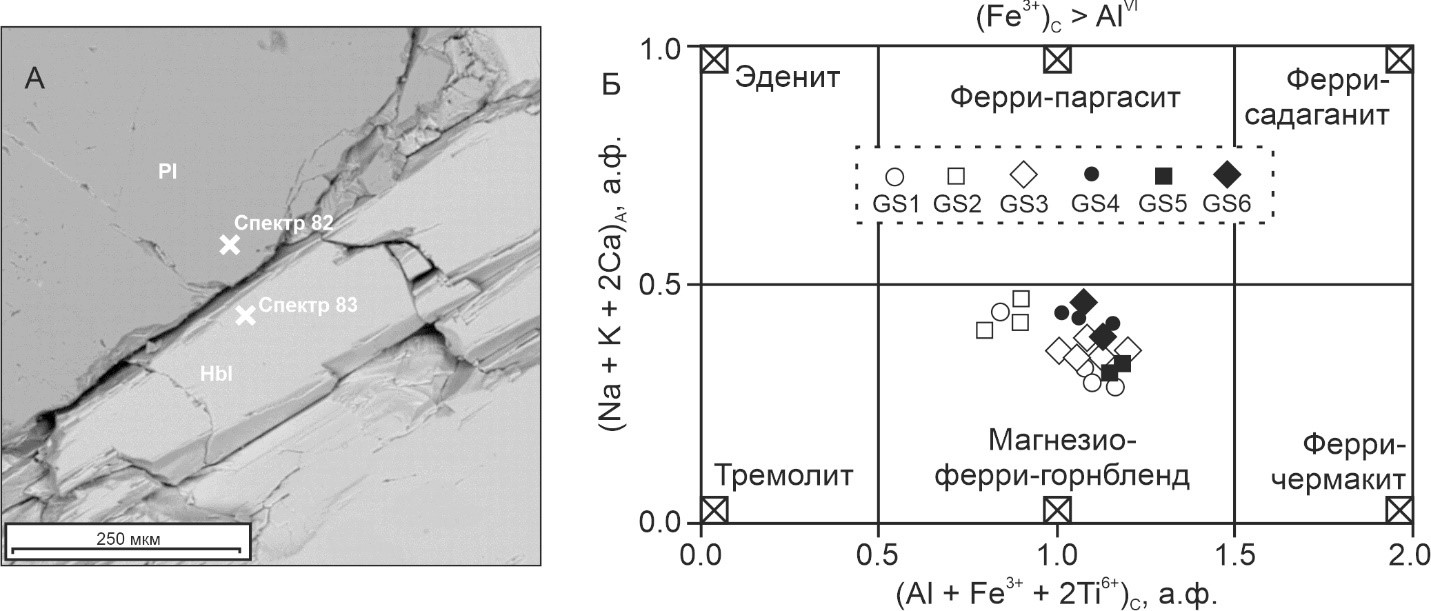 А
Pl
Спектр 82
Спектр 83
Hbl
250 мкм
Б
(Fe³⁺)C > AlVI
1.0
0.5
0.0
(Na + K + 2Ca)A, а.ф.
Эденит
Ферри-паргасит
Ферри-
садаганит
GS1 GS2 GS3 GS4 GS5 GS6
Тремолит
Магнезио-
ферри-горнбленд
Ферри-
чермакит
0.0 0.5 1.0 1.5 2.0
(Al + Fe³⁺ + 2Ti⁶⁺)C, а.ф.